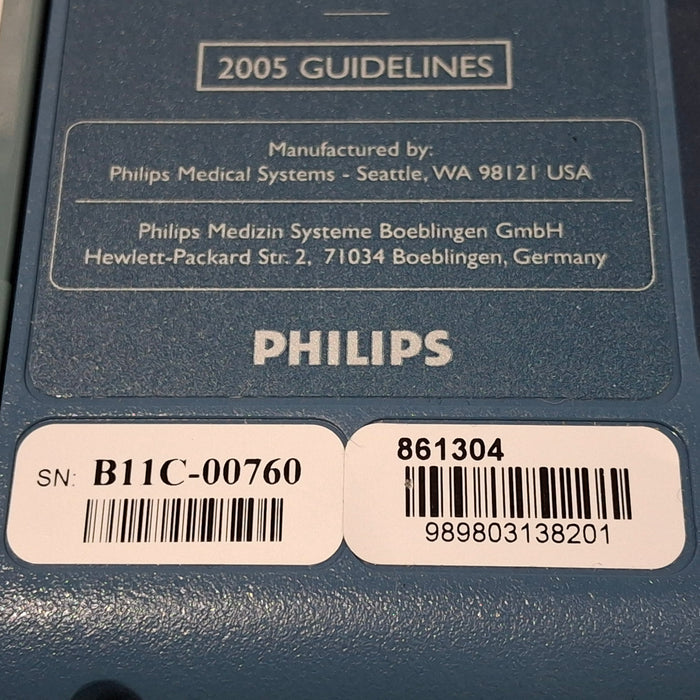 2005 GUIDELINES
Manufactured by:
Philips Medical Systems - Seattle, WA 98121 USA
Philips Medizin Systeme Boeblingen GmbH
Hewlett-Packard Str. 2, 71034 Boeblingen, Germany
PHILIPS
SN: B11C-00760
861304
989803138201